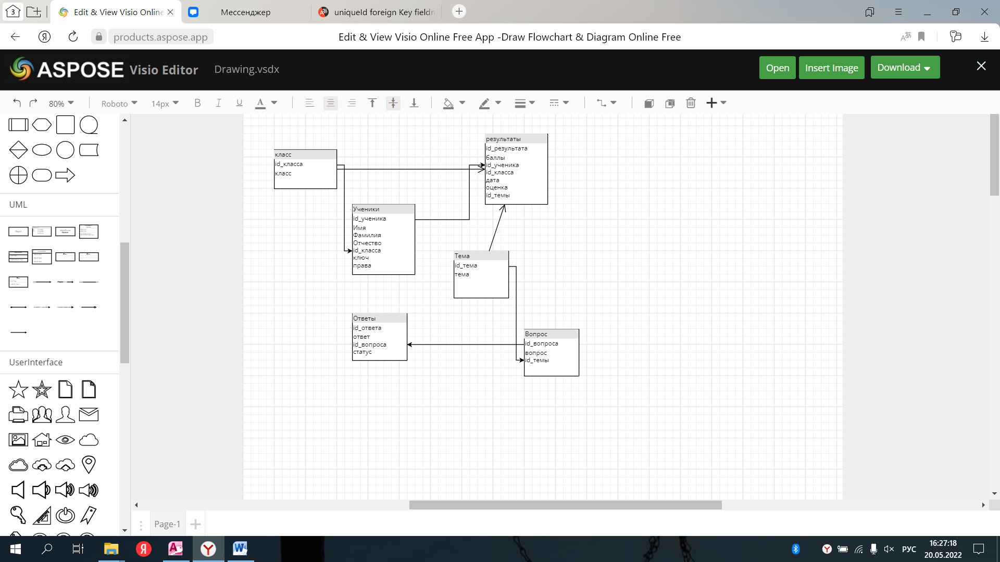 3
Edit & View Visio Online
Мессенджер
uniqueId foreign Key fieldn
products.aspose.app
Edit & View Visio Online Free App -Draw Flowchart & Diagram Online Free
ASPOSE Visio Editor
Drawing.vsdx
Open
Insert Image
Download
80%
Roboto
14px
B
I
U
A
UML
UserInterface
класс
id_класса
класс
результаты
id_результата
баллы
id_ученика
id_класса
дата
оценка
id_темы
Ученики
id_ученика
Имя
Фамилия
Отчество
id_класса
ключ
права
Тема
id_тема
тема
Ответы
id_ответа
ответ
id_вопроса
статус
Вопрос
id_вопроса
вопрос
id_темы
Page-1
РУС
16:27:18
20.05.2022